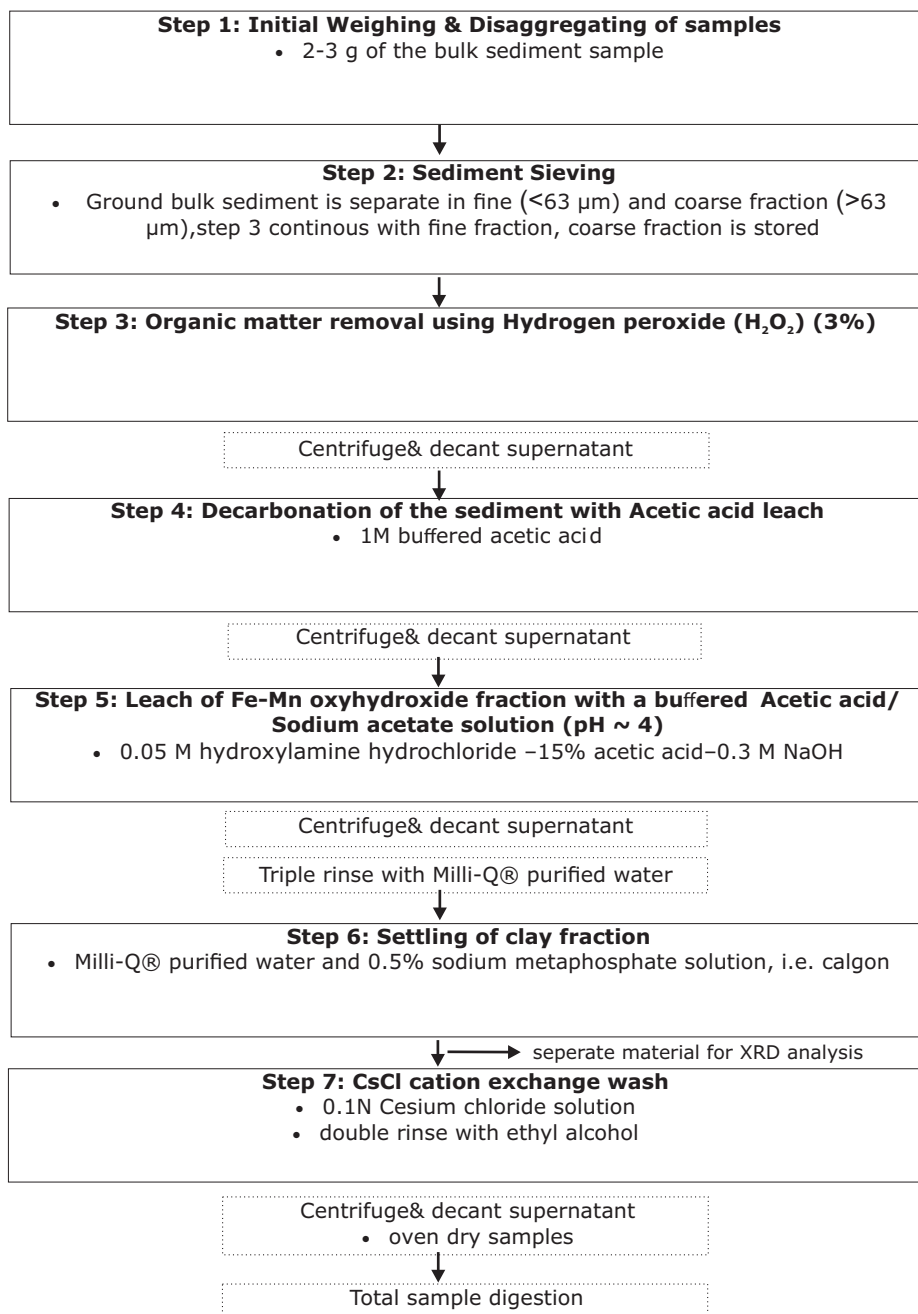 Step 1: Initial Weighing & Disaggregating of samples
• 2-3 g of the bulk sediment sample
Step 2: Sediment Sieving
• Ground bulk sediment is separate in fine (<63 μm) and coarse fraction (>63
μm),step 3 continous with fine fraction, coarse fraction is stored
Step 3: Organic matter removal using Hydrogen peroxide (H₂O₂) (3%)
Centrifuge& decant supernatant
Step 4: Decarbonation of the sediment with Acetic acid leach
• 1M buffered acetic acid
Centrifuge& decant supernatant
Step 5: Leach of Fe-Mn oxyhydroxide fraction with a buffered Acetic acid/
Sodium acetate solution (pH ~ 4)
• 0.05 M hydroxylamine hydrochloride –15% acetic acid–0.3 M NaOH
Centrifuge& decant supernatant
Triple rinse with Milli-Q® purified water
Step 6: Settling of clay fraction
• Milli-Q® purified water and 0.5% sodium metaphosphate solution, i.e. calgon
seperate material for XRD analysis
Step 7: CsCl cation exchange wash
• 0.1N Cesium chloride solution
• double rinse with ethyl alcohol
Centrifuge& decant supernatant
• oven dry samples
Total sample digestion